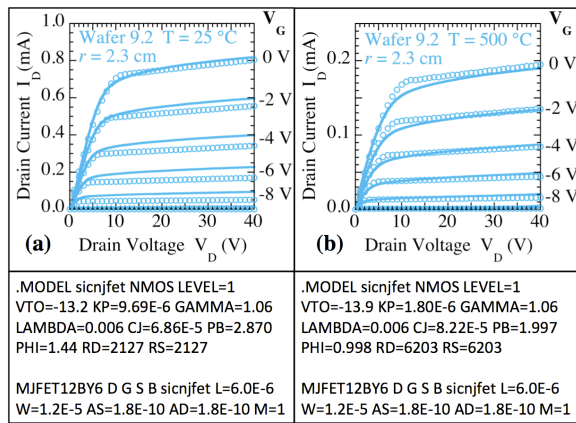 V_G
Wafer 9.2 T = 25 °C
r = 2.3 cm
Drain Current I_D (mA)
1.0
0.8
0.6
0.4
0.2
0.0
0 V
-2 V
-4 V
-6 V
-8 V
0 10 20 30 40
(a) Drain Voltage V_D (V)
V_G
Wafer 9.2 T = 500 °C
r = 2.3 cm
Drain Current I_D (mA)
0.2
0.1
0.0
0 V
-2 V
-4 V
-6 V
-8 V
0 10 20 30 40
(b) Drain Voltage V_D (V)
.MODEL sicnjfet NMOS LEVEL=1
VTO=-13.2 KP=9.69E-6 GAMMA=1.06
LAMBDA=0.006 CJ=6.86E-5 PB=2.870
PHI=1.44 RD=2127 RS=2127
MJFET12BY6 D G S B sicnjfet L=6.0E-6
W=1.2E-5 AS=1.8E-10 AD=1.8E-10 M=1
.MODEL sicnjfet NMOS LEVEL=1
VTO=-13.9 KP=1.80E-6 GAMMA=1.06
LAMBDA=0.006 CJ=8.22E-5 PB=1.997
PHI=0.998 RD=6203 RS=6203
MJFET12BY6 D G S B sicnjfet L=6.0E-6
W=1.2E-5 AS=1.8E-10 AD=1.8E-10 M=1